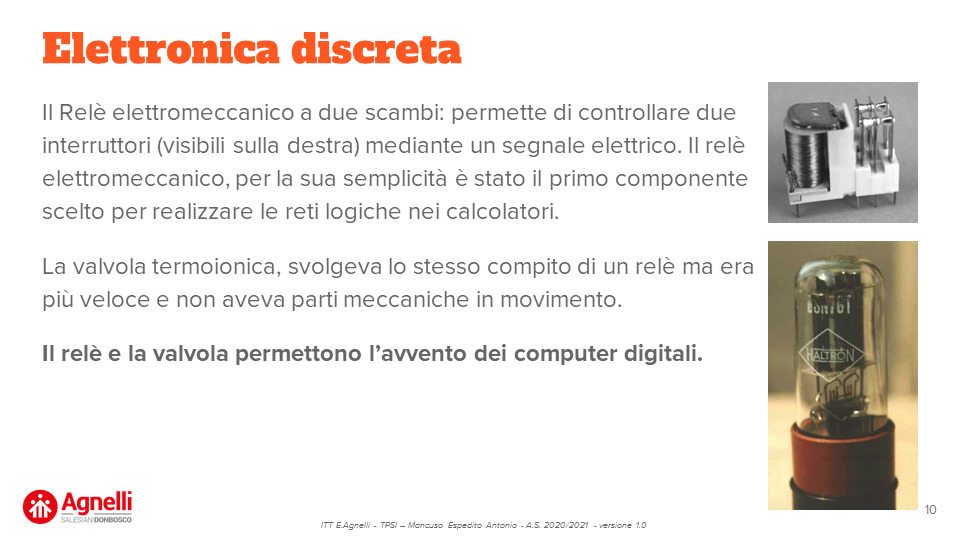 Elettronica discreta
Il Relè elettromeccanico a due scambi: permette di controllare due
interruttori (visibili sulla destra) mediante un segnale elettrico. Il relè
elettromeccanico, per la sua semplicità è stato il primo componente
scelto per realizzare le reti logiche nei calcolatori.
La valvola termoionica, svolgeva lo stesso compito di un relè ma era
più veloce e non aveva parti meccaniche in movimento.
Il relè e la valvola permettono l’avvento dei computer digitali.
HALTRON
Agnelli
SALESIANIDONBOSCO
ITT E.Agnelli - TPSI – Mancuso Espedito Antonio - A.S. 2020/2021 - versione 1.0
10